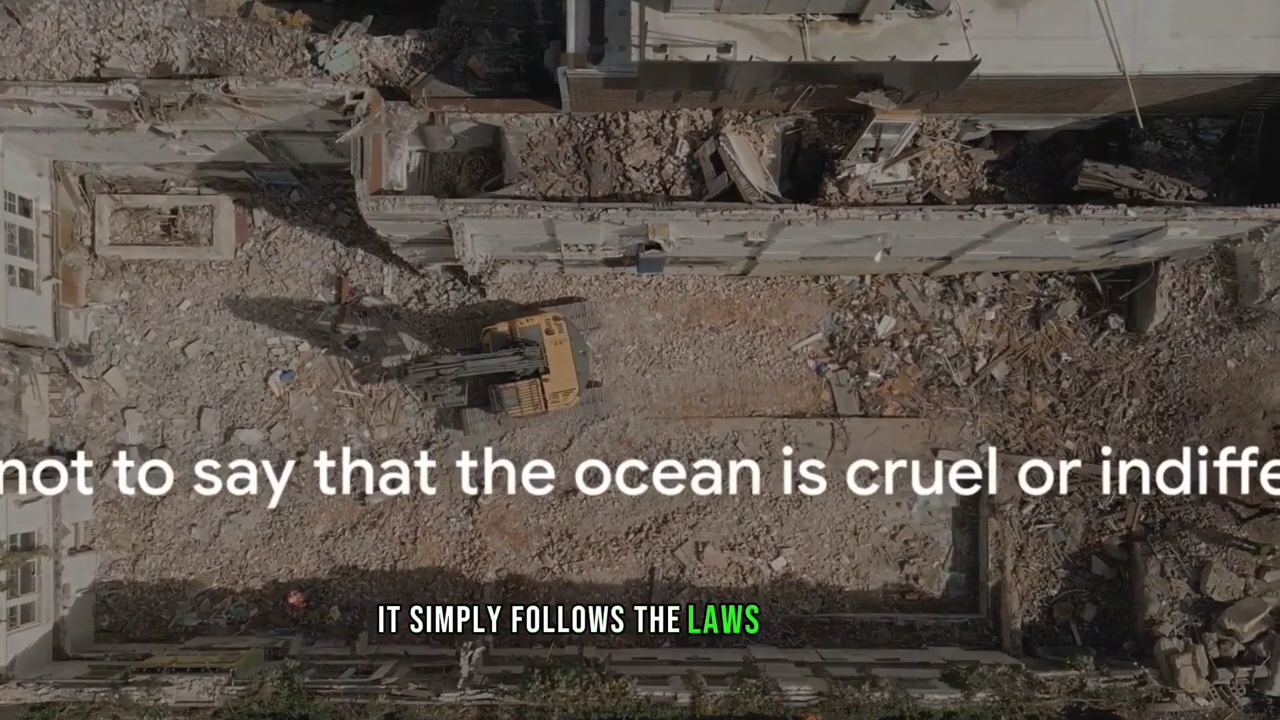 not to say that the ocean is cruel or indiffe
IT SIMPLY FOLLOWS THE LAWS